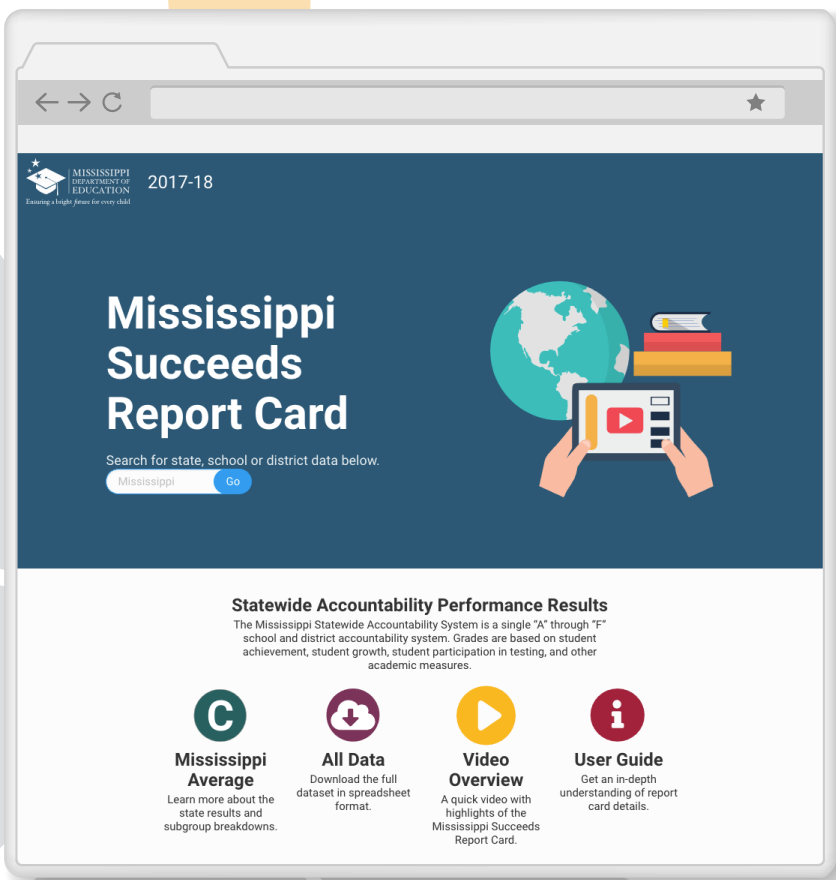 MISSISSIPPI
DEPARTMENT OF
EDUCATION
Ensuring a bright future for every child
2017-18
Mississippi
Succeeds
Report Card
Search for state, school or district data below.
Mississippi
Go
Statewide Accountability Performance Results
The Mississippi Statewide Accountability System is a single “A” through “F”
school and district accountability system. Grades are based on student
achievement, student growth, student participation in testing, and other
academic measures.
C
Mississippi
Average
Learn more about the
state results and
subgroup breakdowns.
All Data
Download the full
dataset in spreadsheet
format.
Video
Overview
A quick video with
highlights of the
Mississippi Succeeds
Report Card.
i
User Guide
Get an in-depth
understanding of report
card details.